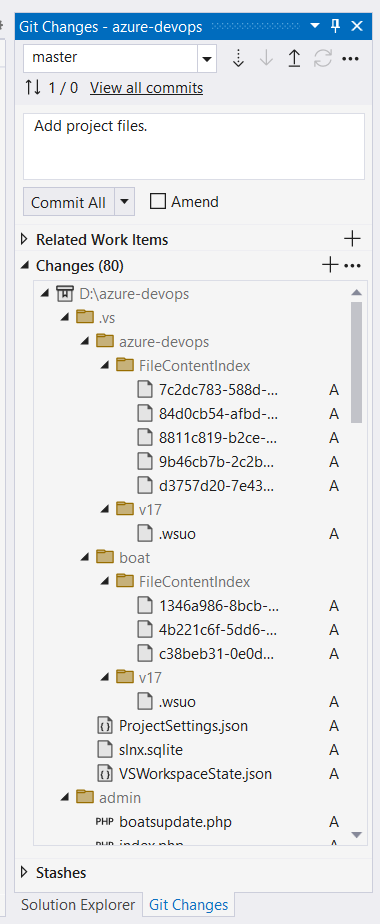 Git Changes - azure-devops
master
1 / 0 View all commits
Add project files.
Commit All Amend
Related Work Items
Changes (80)
D:\azure-devops
.vs
azure-devops
FileContentIndex
7c2dc783-588d-... A
84d0cb54-afbd-... A
8811c819-b2ce-... A
9b46cb7b-2c2b... A
d3757d20-7e43... A
v17
.wsuo A
boat
FileContentIndex
1346a986-8bcb-... A
4b221c6f-5dd6-... A
c38beb31-0e0d... A
v17
.wsuo A
ProjectSettings.json A
slnx.sqlite A
VSWorkspaceState.json A
admin
PHP boatsupdate.php A
PHP index.php A
Stashes
Solution Explorer Git Changes